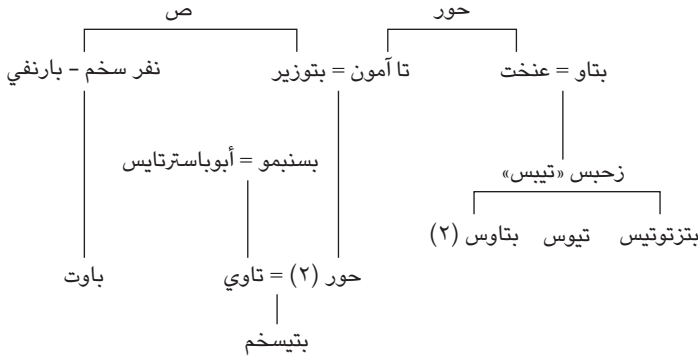 حور ص
بتاو = عنخت تا آمون = بتوزير نفر سخم – بارنفي
بسنبمو = أبوباسترتايس
زحبس «تيبس»
بتزتوتيس تيوس بتاوس (٢)
حور (٢) = تاوي باوت
بتيسخم